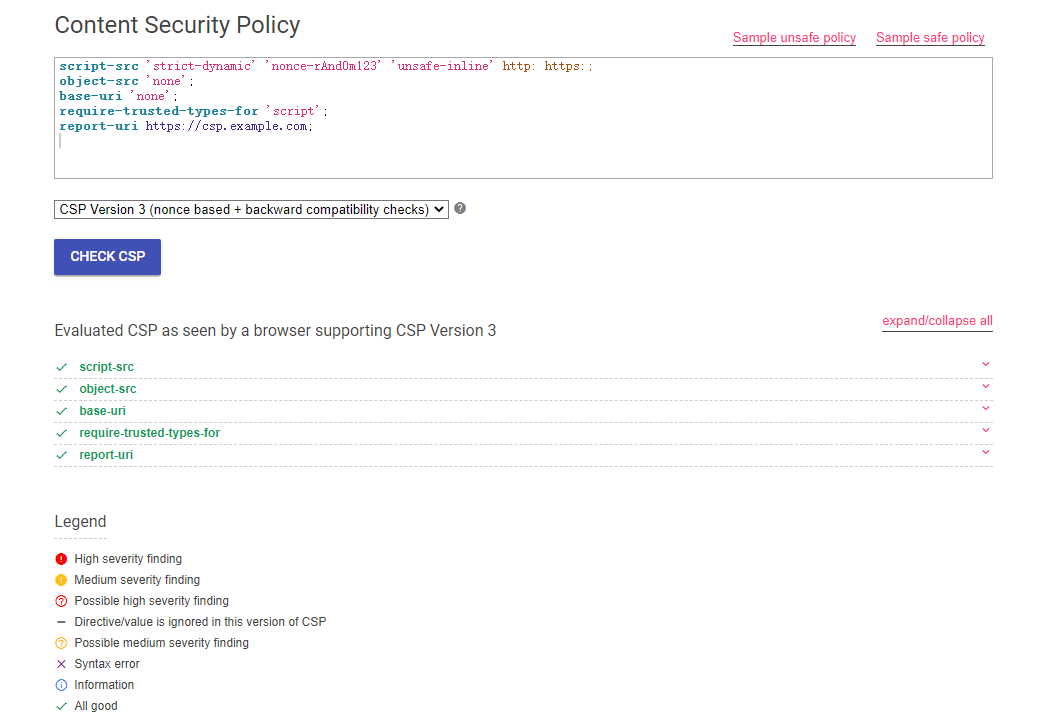 Content Security Policy
Sample unsafe policy Sample safe policy
script-src 'strict-dynamic' 'nonce-rAnd0m123' 'unsafe-inline' http: https:;
object-src 'none';
base-uri 'none';
require-trusted-types-for 'script';
report-uri https://csp.example.com;
CSP Version 3 (nonce based + backward compatibility checks)
CHECK CSP
Evaluated CSP as seen by a browser supporting CSP Version 3
expand/collapse all
script-src
object-src
base-uri
require-trusted-types-for
report-uri
Legend
High severity finding
Medium severity finding
Possible high severity finding
Directive/value is ignored in this version of CSP
Possible medium severity finding
Syntax error
Information
All good